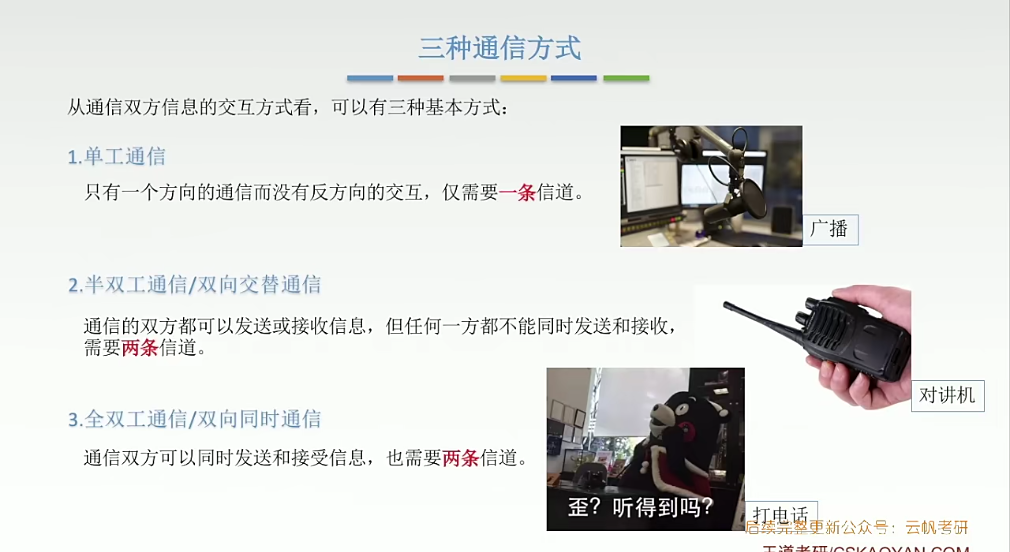 三种通信方式
从通信双方信息的交互方式看，可以有三种基本方式：
1.单工通信
只有一个方向的通信而没有反方向的交互，仅需要一条信道。
广播
2.半双工通信/双向交替通信
通信的双方都可以发送或接收信息，但任何一方都不能同时发送和接收，
需要两条信道。
对讲机
3.全双工通信/双向同时通信
通信双方可以同时发送和接受信息，也需要两条信道。
歪？听得到吗？
打电话
后续完整更新公众号：云帆考研
王道考研/CSKAOYAN.COM